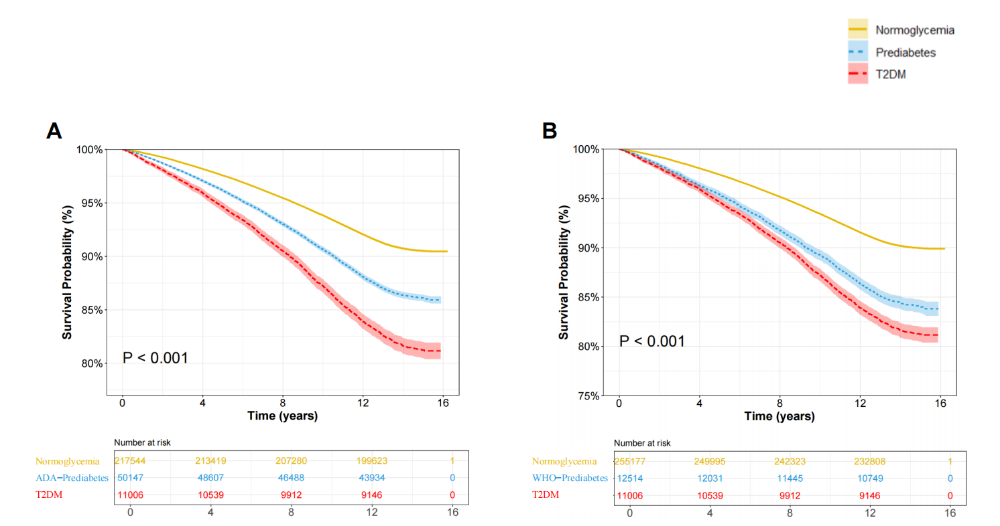 Normoglycemia
Prediabetes
T2DM
A
100%
95%
90%
85%
80%
Survival Probability (%)
P < 0.001
0 4 8 12 16
Time (years)
Number at risk
Normoglycemia 217544 213419 207280 199623 1
ADA−Prediabetes 50147 48607 46488 43934 0
T2DM 11006 10539 9912 9146 0
0 4 8 12 16
B
100%
95%
90%
85%
80%
75%
Survival Probability (%)
P < 0.001
0 4 8 12 16
Time (years)
Number at risk
Normoglycemia 255177 249995 242323 232808 1
WHO−Prediabetes 12514 12031 11445 10749 0
T2DM 11006 10539 9912 9146 0
0 4 8 12 16